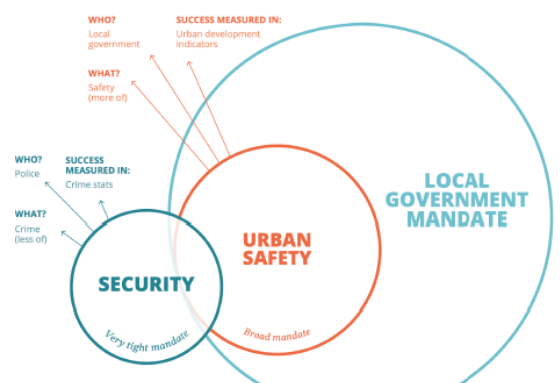 WHO?
Local
government
SUCCESS MEASURED IN:
Urban development
indicators
WHAT?
Safety
(more of)
WHO?
Police
SUCCESS
MEASURED IN:
Crime stats
WHAT?
Crime
(less of)
LOCAL
GOVERNMENT
MANDATE
URBAN
SAFETY
Broad mandate
SECURITY
Very tight mandate